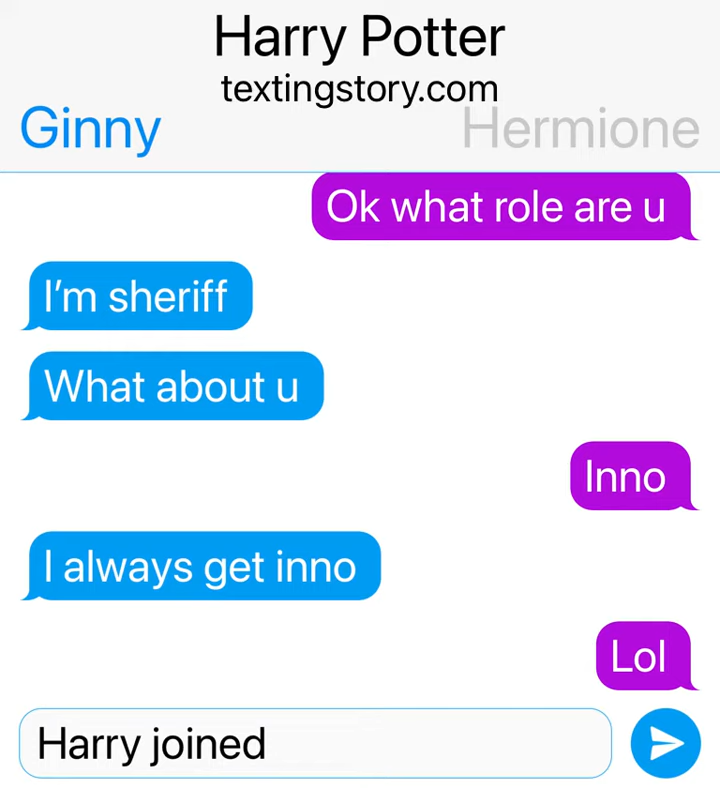 Harry Potter
textingstory.com
Ginny
Hermione
Ok what role are u
I'm sheriff
What about u
Inno
I always get inno
Lol
Harry joined